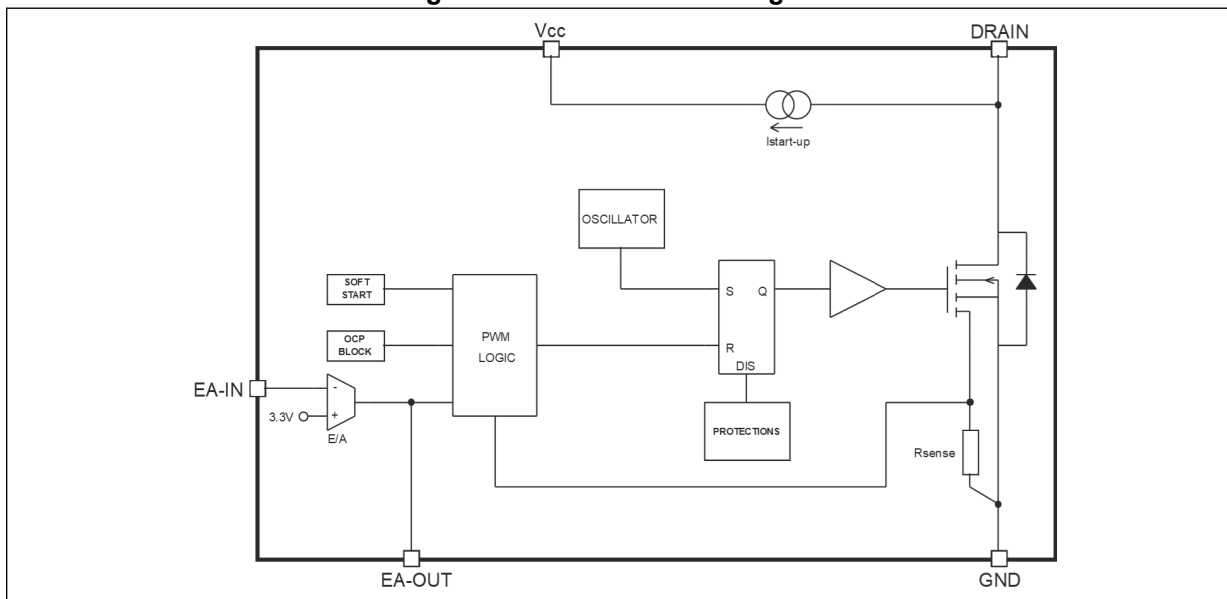 Vcc
DRAIN
Istart-up
OSCILLATOR
SOFT
START
S
Q
OCP
BLOCK
PWM
LOGIC
R
DIS
EA-IN
-
3.3V
+
E/A
PROTECTIONS
Rsense
EA-OUT
GND